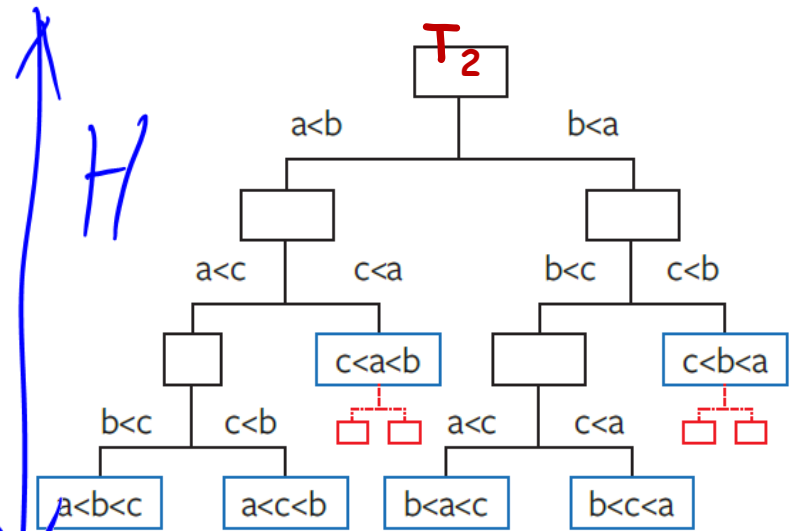 T2
a<b b<a
H
a<c c<a b<c c<b
c<a<b c<b<a
b<c c<b a<c c<a
a<b<c a<c<b b<a<c b<c<a